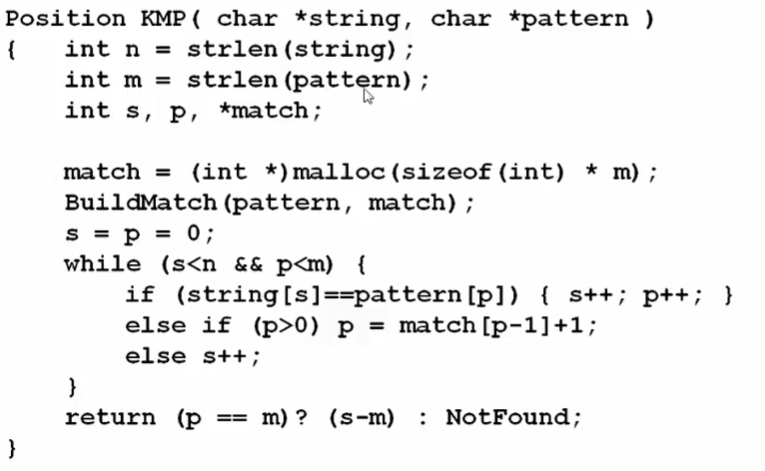 Position KMP( char *string, char *pattern )
{   int n = strlen(string);
    int m = strlen(pattern);
    int s, p, *match;

    match = (int *)malloc(sizeof(int) * m);
    BuildMatch(pattern, match);
    s = p = 0;
    while (s<n && p<m) {
        if (string[s]==pattern[p]) { s++; p++; }
        else if (p>0) p = match[p-1]+1;
        else s++;
    }
    return (p == m)? (s-m) : NotFound;
}